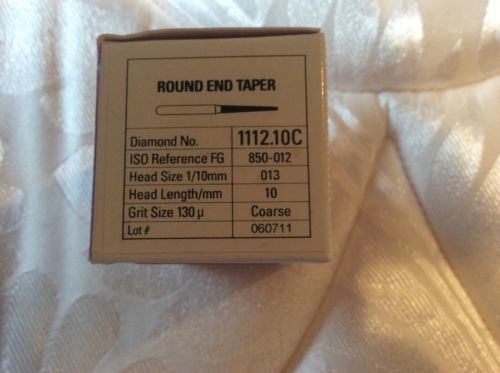 ROUND END TAPER
Diamond No. 1112.10C
ISO Reference FG 850-012
Head Size 1/10mm 013
Head Length/mm 10
Grit Size 130 µ Coarse
Lot # 060711